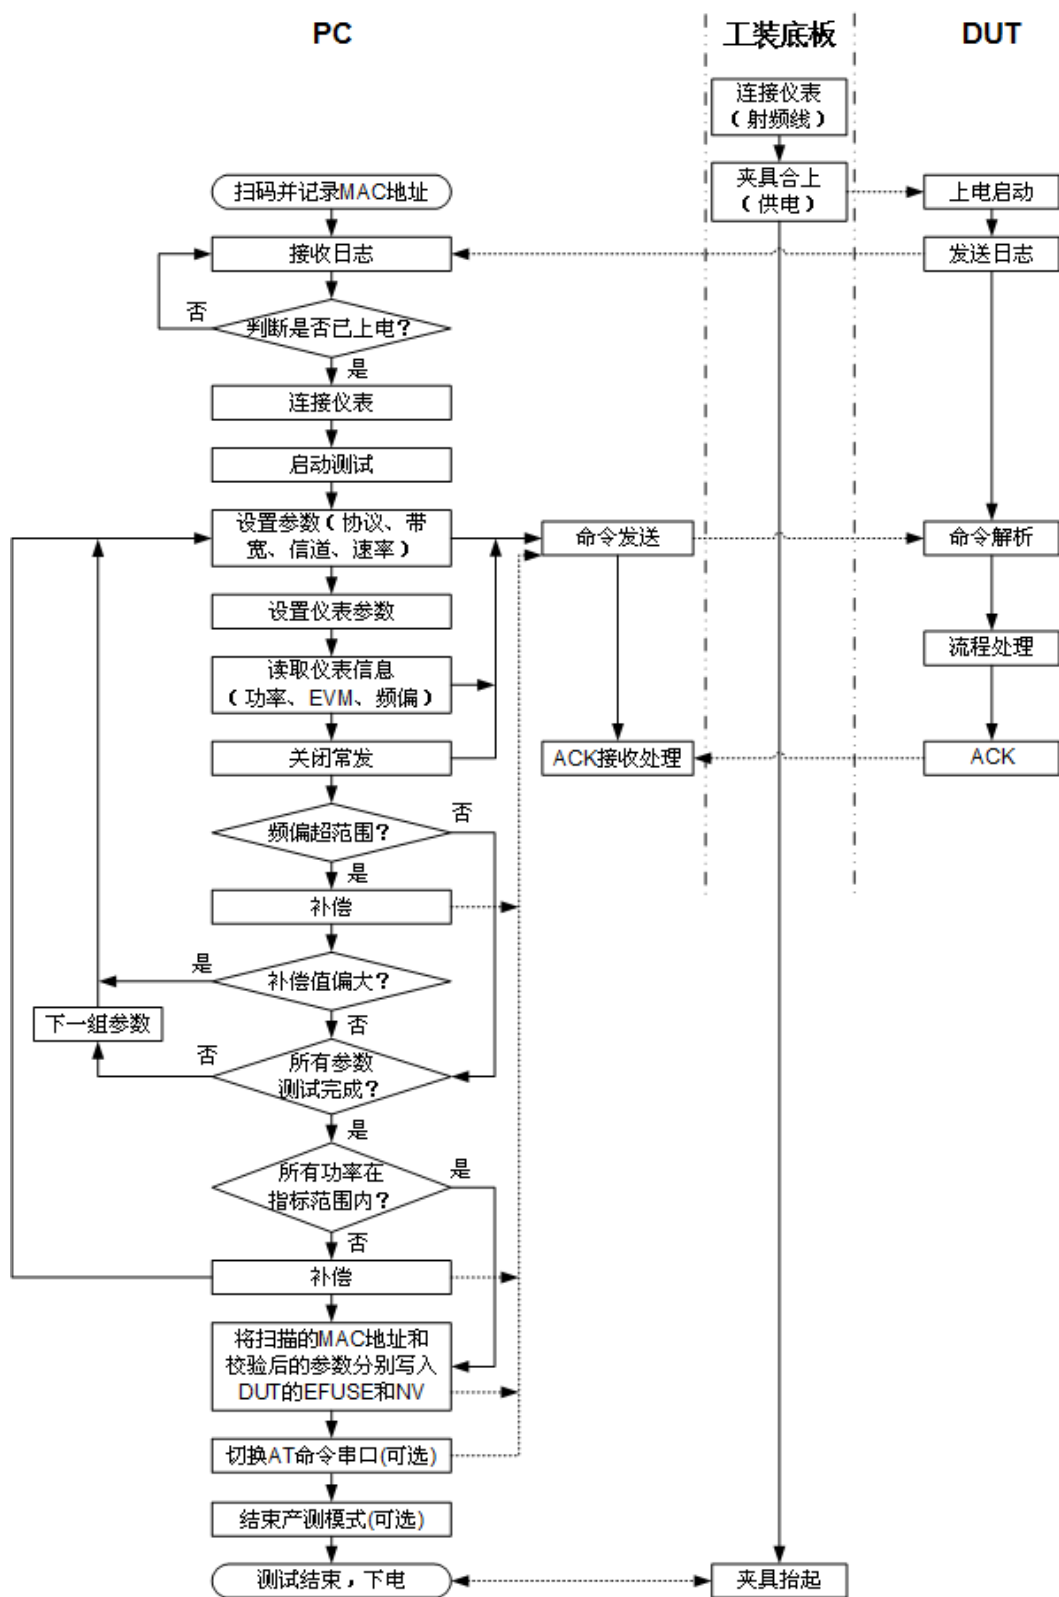 PC
工装底板
DUT
连接仪表
（射频线）
夹具合上
（供电）
扫码并记录MAC地址
上电启动
接收日志
发送日志
否
判断是否已上电？
是
连接仪表
启动测试
设置参数（协议、带
宽、信道、速率）
命令发送
命令解析
设置仪表参数
流程处理
读取仪表信息
（功率、EVM、频偏）
关闭常发
ACK接收处理
ACK
频偏超范围？
否
是
补偿
补偿值偏大？
是
否
下一组参数
所有参数
测试完成？
否
是
所有功率在
指标范围内？
是
否
补偿
将扫描的MAC地址和
校验后的参数分别写入
DUT的EFUSE和NV
切换AT命令串口(可选)
结束产测模式(可选)
测试结束，下电
夹具抬起